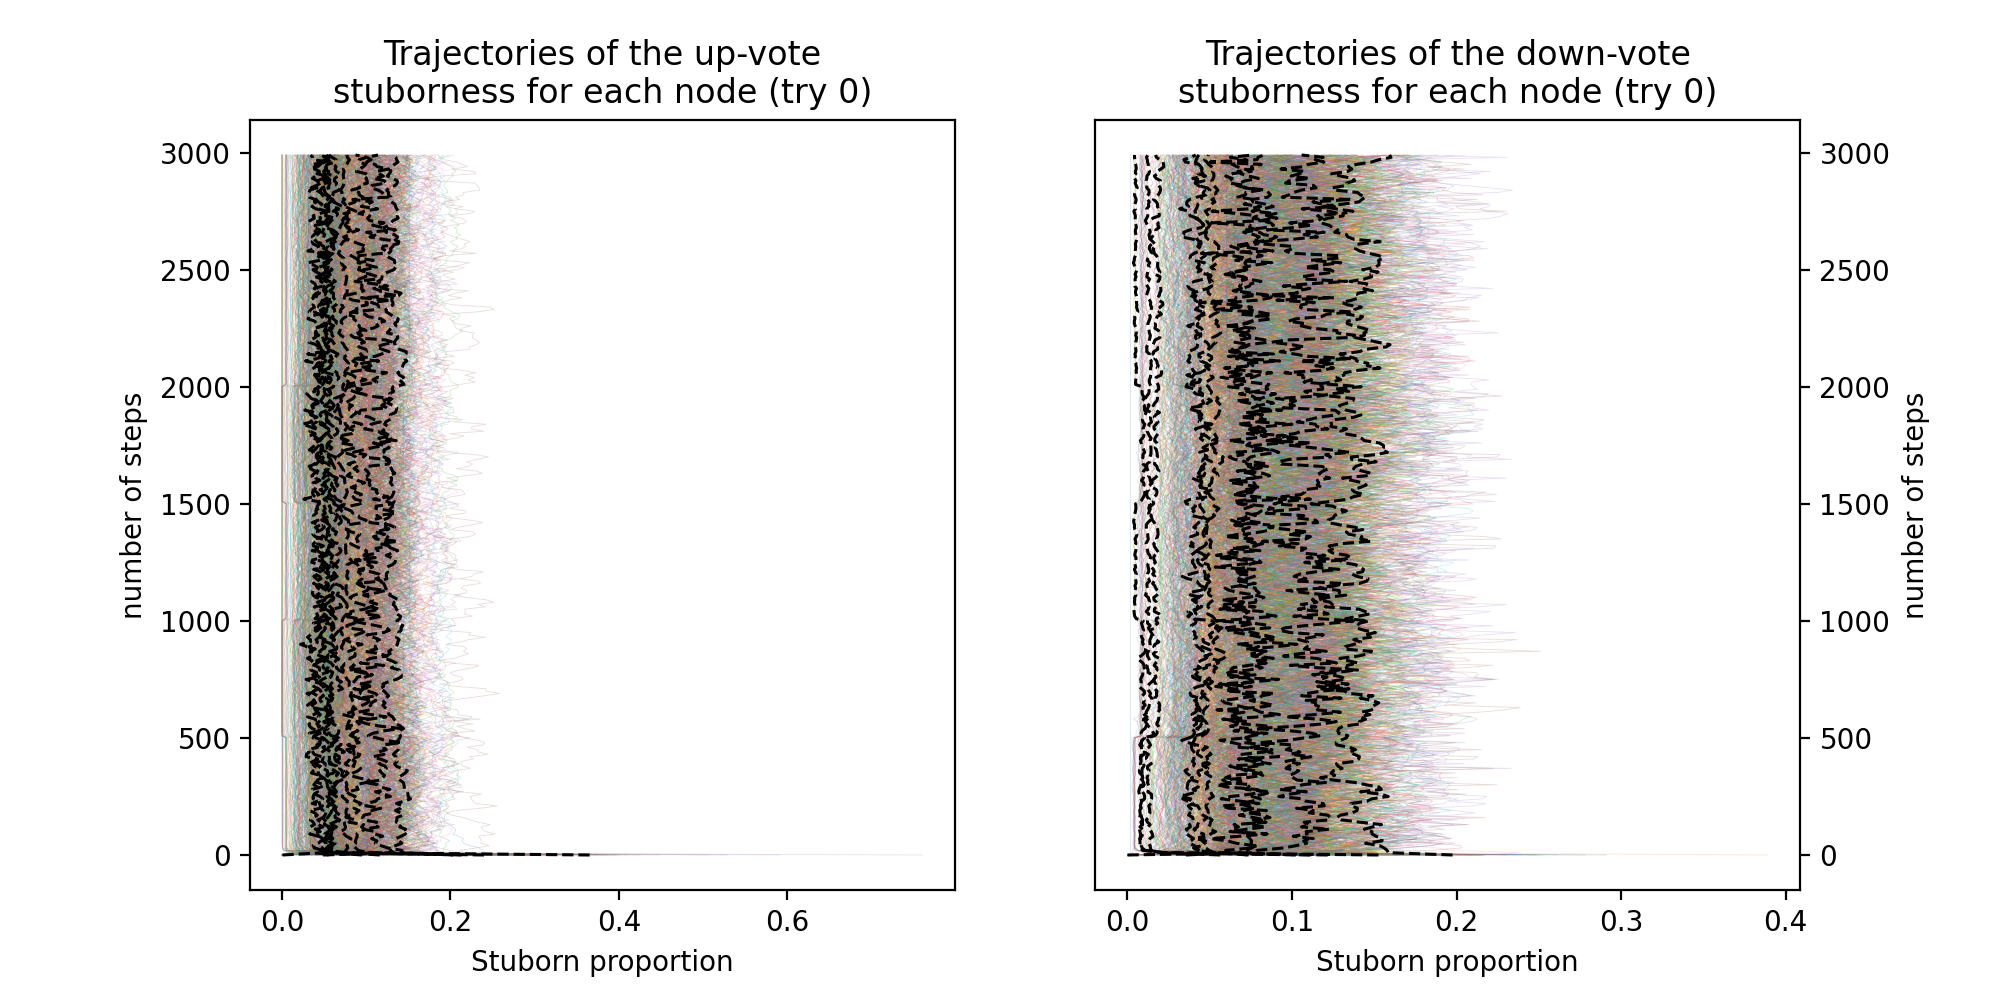 Trajectories of the up-vote
stuborness for each node (try 0)
3000
2500
2000
1500
1000
500
0
number of steps
0.0 0.2 0.4 0.6
Stuborn proportion
Trajectories of the down-vote
stuborness for each node (try 0)
3000
2500
2000
1500
1000
500
0
number of steps
0.0 0.1 0.2 0.3 0.4
Stuborn proportion